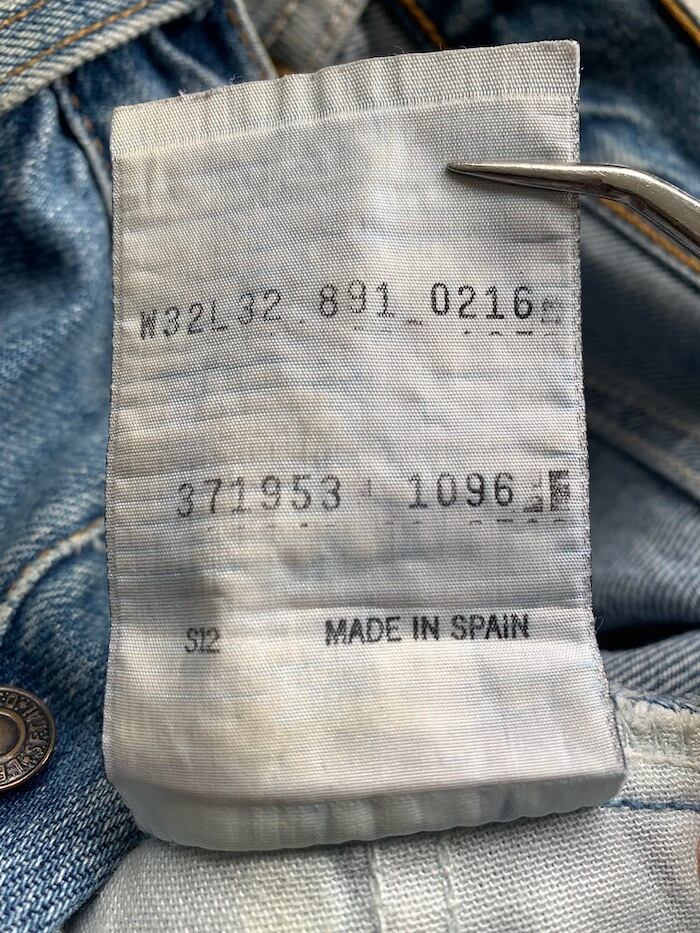 W32L32 891 0216
371953 1096
S12 MADE IN SPAIN